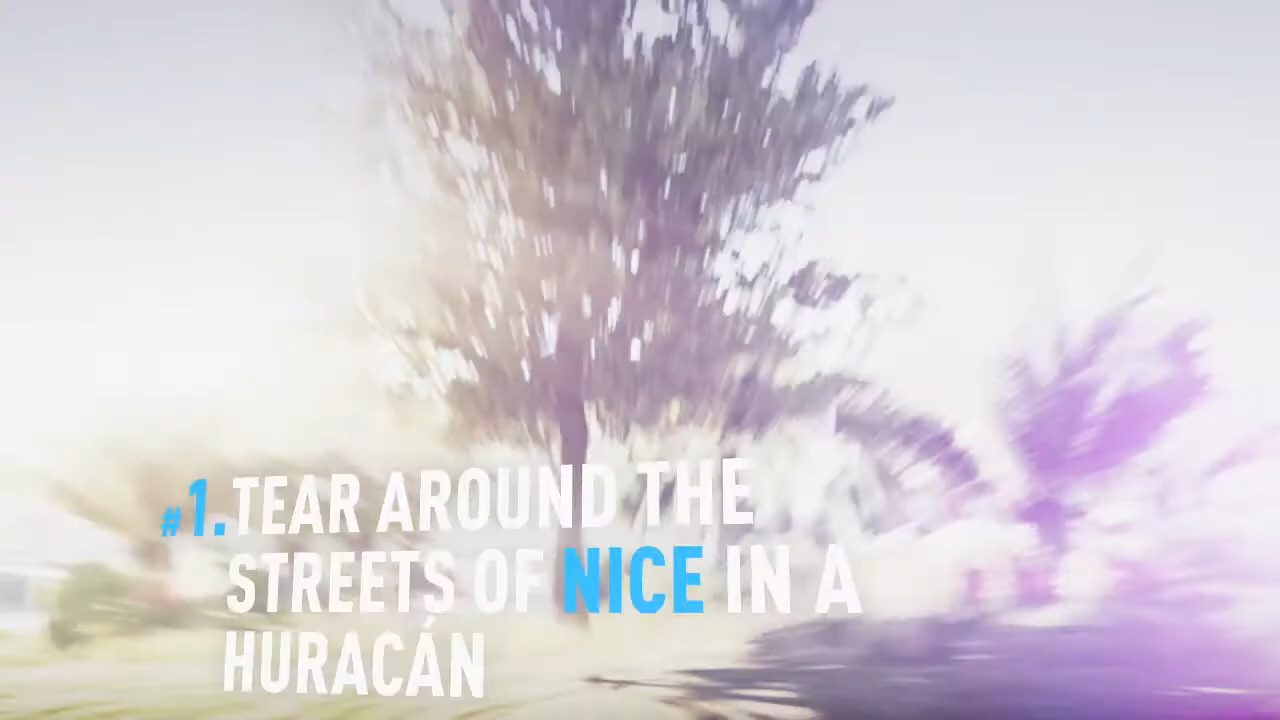 #1. TEAR AROUND THE
STREETS OF NICE IN A
HURACÁN